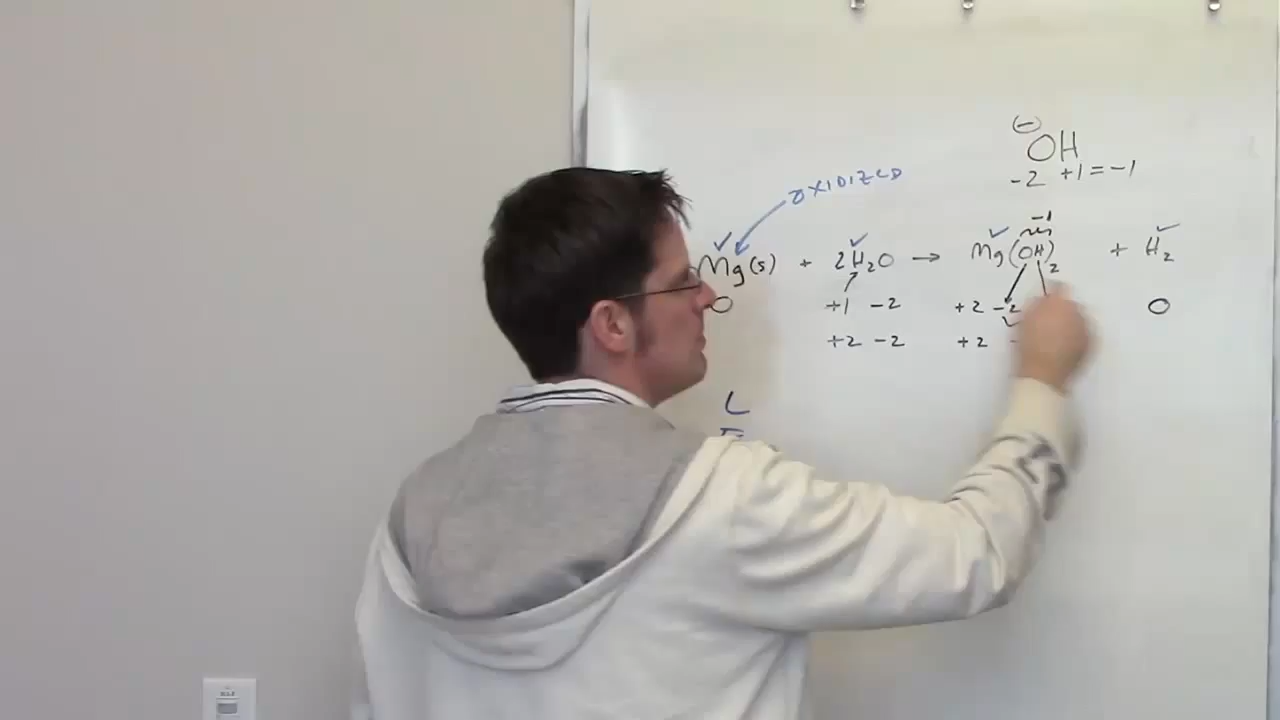 (−)
OH
-2 +1 = -1
OXIDIZED
-1
Mg(s) + 2H₂O → Mg(OH)₂ + H₂
0 +1 -2 +2 -2 0
+2 -2 +2
L